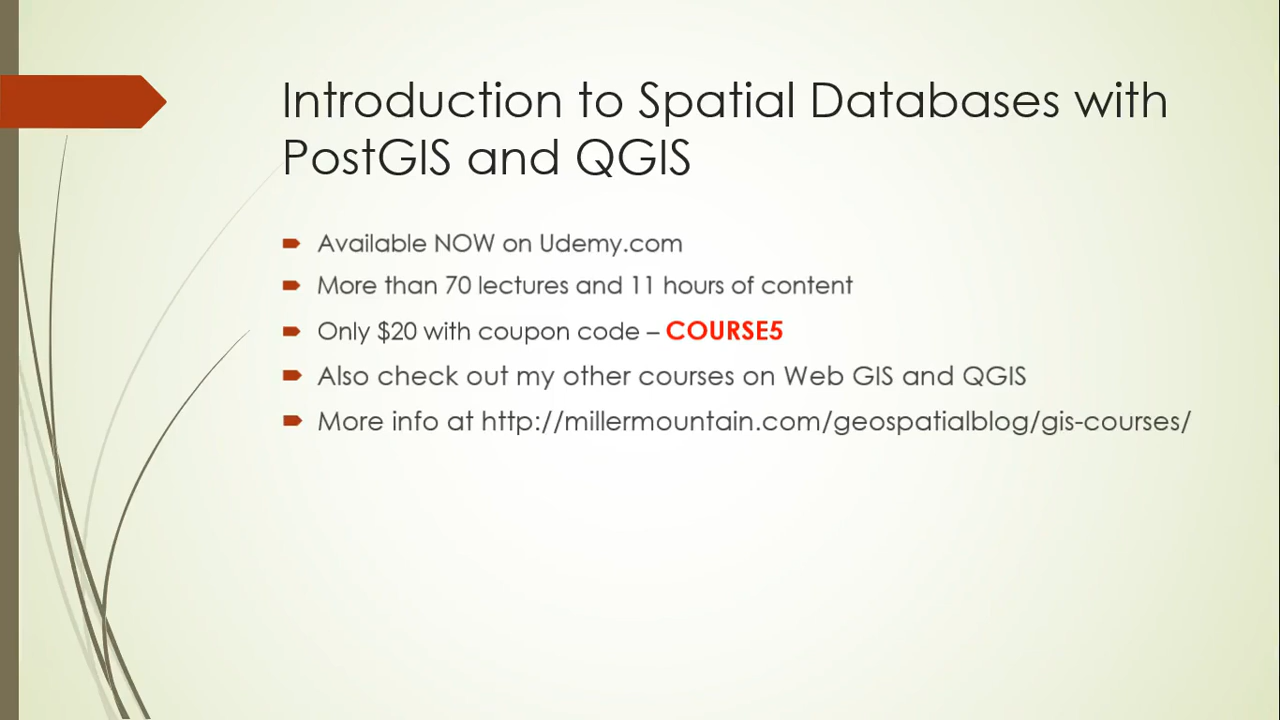 Introduction to Spatial Databases with
PostGIS and QGIS
Available NOW on Udemy.com
More than 70 lectures and 11 hours of content
Only $20 with coupon code – COURSE5
Also check out my other courses on Web GIS and QGIS
More info at http://millermountain.com/geospatialblog/gis-courses/